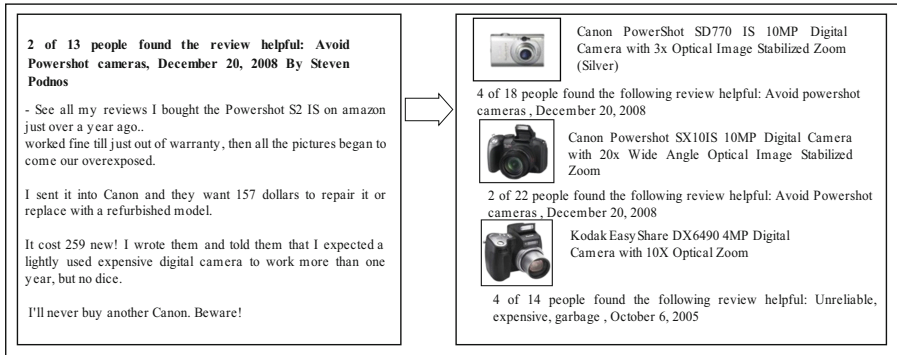 2 of 13 people found the review helpful: Avoid
Powershot cameras, December 20, 2008 By Steven
Podnos
- See all my reviews I bought the Powershot S2 IS on amazon
just over a year ago..
worked fine till just out of warranty, then all the pictures began to
come our overexposed.
I sent it into Canon and they want 157 dollars to repair it or
replace with a refurbished model.
It cost 259 new! I wrote them and told them that I expected a
lightly used expensive digital camera to work more than one
year, but no dice.
I'll never buy another Canon. Beware!
Canon PowerShot SD770 IS 10MP Digital
Camera with 3x Optical Image Stabilized Zoom
(Silver)
4 of 18 people found the following review helpful: Avoid powershot
cameras , December 20, 2008
Canon Powershot SX10IS 10MP Digital Camera
with 20x Wide Angle Optical Image Stabilized
Zoom
2 of 22 people found the following review helpful: Avoid Powershot
cameras , December 20, 2008
Kodak EasyShare DX6490 4MP Digital
Camera with 10X Optical Zoom
4 of 14 people found the following review helpful: Unreliable,
expensive, garbage , October 6, 2005